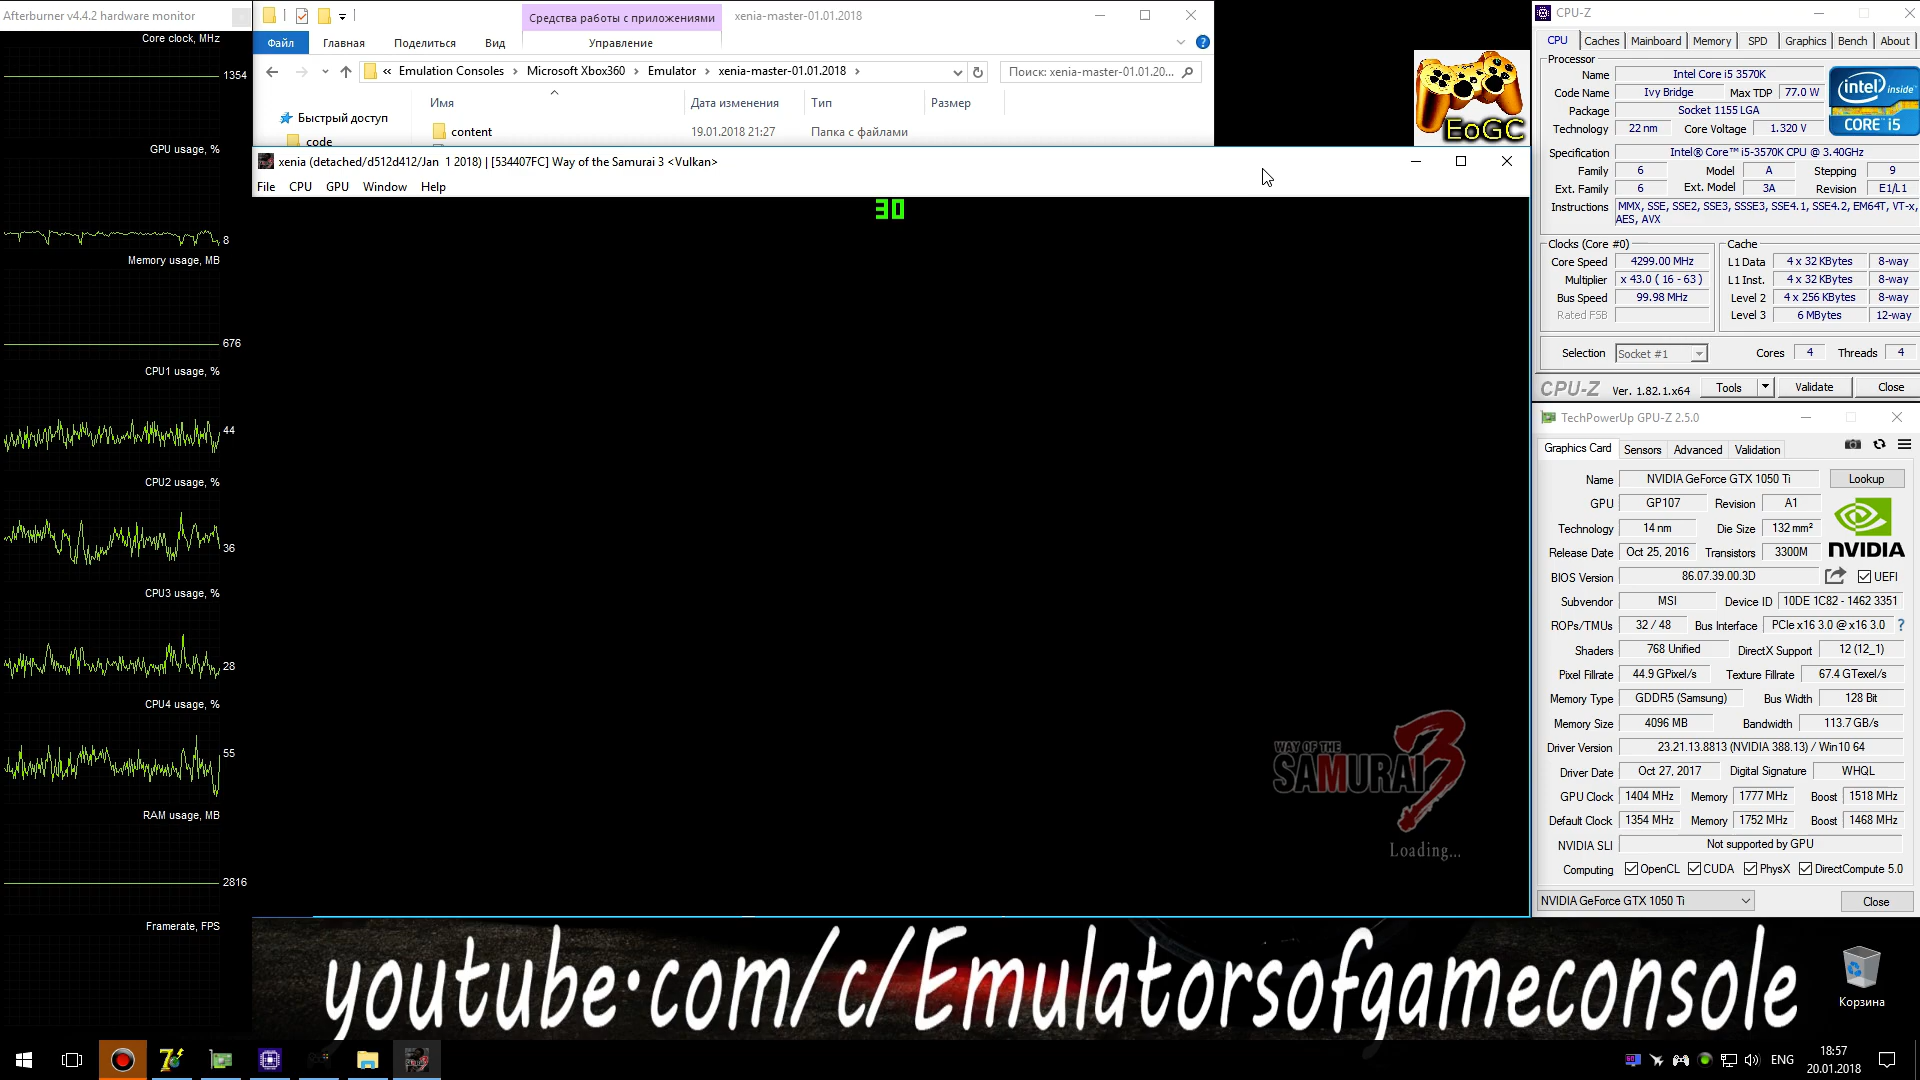 Afterburner v4.4.2 hardware monitor
Core clock, MHz
1354
GPU usage, %
8
Memory usage, MB
676
CPU1 usage, %
44
CPU2 usage, %
36
CPU3 usage, %
28
CPU4 usage, %
55
RAM usage, MB
2816
Framerate, FPS
Средства работы с приложениями
xenia-master-01.01.2018
Файл
Главная
Поделиться
Вид
Управление
« Emulation Consoles › Microsoft Xbox360 › Emulator › xenia-master-01.01.2018 ›
Поиск: xenia-master-01.01.20...
Имя
Дата изменения
Тип
Размер
Быстрый доступ
code
content
19.01.2018 21:27
Папка с файлами
EoGC
xenia (detached/d512d412/Jan 1 2018) | [534407FC] Way of the Samurai 3 <Vulkan>
File CPU GPU Window Help
30
WAY OF THE
SAMURAI 3
Loading...
CPU-Z
CPU Caches Mainboard Memory SPD Graphics Bench About
Processor
Name Intel Core i5 3570K
Code Name Ivy Bridge Max TDP 77.0 W
Package Socket 1155 LGA
Technology 22 nm Core Voltage 1.320 V
intel inside
CORE i5
Specification Intel® Core™ i5-3570K CPU @ 3.40GHz
Family 6 Model A Stepping 9
Ext. Family 6 Ext. Model 3A Revision E1/L1
Instructions MMX, SSE, SSE2, SSE3, SSSE3, SSE4.1, SSE4.2, EM64T, VT-x,
AES, AVX
Clocks (Core #0)
Core Speed 4299.00 MHz
Multiplier x 43.0 ( 16 - 63 )
Bus Speed 99.98 MHz
Rated FSB
Cache
L1 Data 4 x 32 KBytes 8-way
L1 Inst. 4 x 32 KBytes 8-way
Level 2 4 x 256 KBytes 8-way
Level 3 6 MBytes 12-way
Selection Socket #1 Cores 4 Threads 4
CPU-Z Ver. 1.82.1.x64 Tools Validate Close
TechPowerUp GPU-Z 2.5.0
Graphics Card Sensors Advanced Validation
Name NVIDIA GeForce GTX 1050 Ti Lookup
GPU GP107 Revision A1
Technology 14 nm Die Size 132 mm²
Release Date Oct 25, 2016 Transistors 3300M
NVIDIA
BIOS Version 86.07.39.00.3D UEFI
Subvendor MSI Device ID 10DE 1C82 - 1462 3351
ROPs/TMUs 32 / 48 Bus Interface PCIe x16 3.0 @ x16 3.0 ?
Shaders 768 Unified DirectX Support 12 (12_1)
Pixel Fillrate 44.9 GPixel/s Texture Fillrate 67.4 GTexel/s
Memory Type GDDR5 (Samsung) Bus Width 128 Bit
Memory Size 4096 MB Bandwidth 113.7 GB/s
Driver Version 23.21.13.8813 (NVIDIA 388.13) / Win10 64
Driver Date Oct 27, 2017 Digital Signature WHQL
GPU Clock 1404 MHz Memory 1777 MHz Boost 1518 MHz
Default Clock 1354 MHz Memory 1752 MHz Boost 1468 MHz
NVIDIA SLI Not supported by GPU
Computing OpenCL CUDA PhysX DirectCompute 5.0
NVIDIA GeForce GTX 1050 Ti Close
youtube.com/c/Emulatorsofgameconsole
Корзина
ENG
18:57
20.01.2018